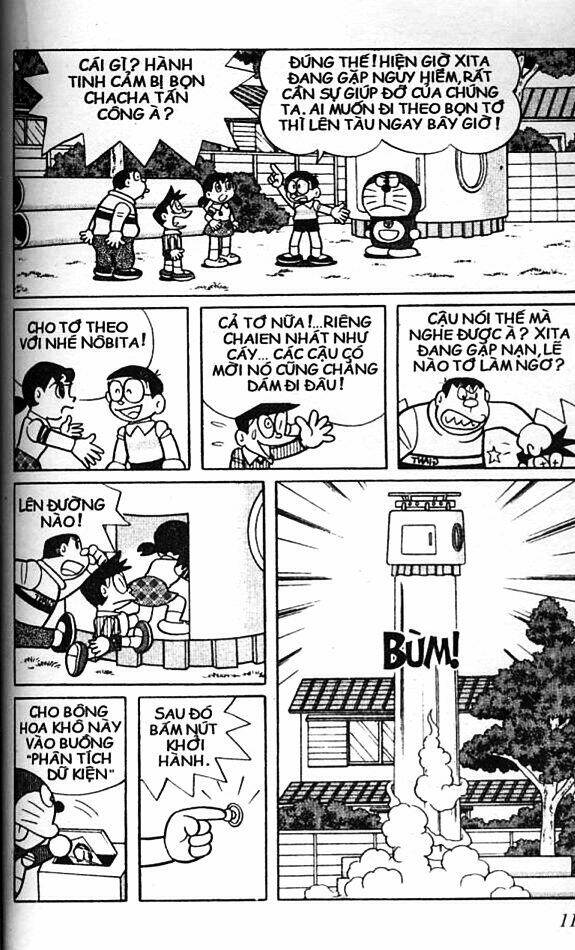 CÁI GÌ? HÀNH
TINH CẢM BỊ BỌN
CHACHA TẤN
CÔNG À?
ĐÚNG THẾ! HIỆN GIỜ XITA
ĐANG GẶP NGUY HIỂM, RẤT
CẦN SỰ GIÚP ĐỠ CỦA CHÚNG
TA. AI MUỐN ĐI THEO BỌN TỚ
THÌ LÊN TÀU NGAY BÂY GIỜ!
CHO TỚ THEO
VỚI NHÉ NÔBITA!
CẢ TỚ NỮA!...RIÊNG
CHAIEN NHÁT NHƯ
CÁY... CÁC CẬU CÓ
MỜI NÓ CŨNG CHẲNG
DÁM ĐI ĐÂU!
CẬU NÓI THẾ MÀ
NGHE ĐƯỢC À? XITA
ĐANG GẶP NẠN, LẼ
NÀO TỚ LÀM NGƠ?
LÊN ĐƯỜNG
NÀO!
BÙM!
CHO BÔNG
HOA KHÔ NÀY
VÀO BUỒNG
"PHÂN TÍCH
DỮ KIỆN"
SAU ĐÓ
BẤM NÚT
KHỞI
HÀNH.
11